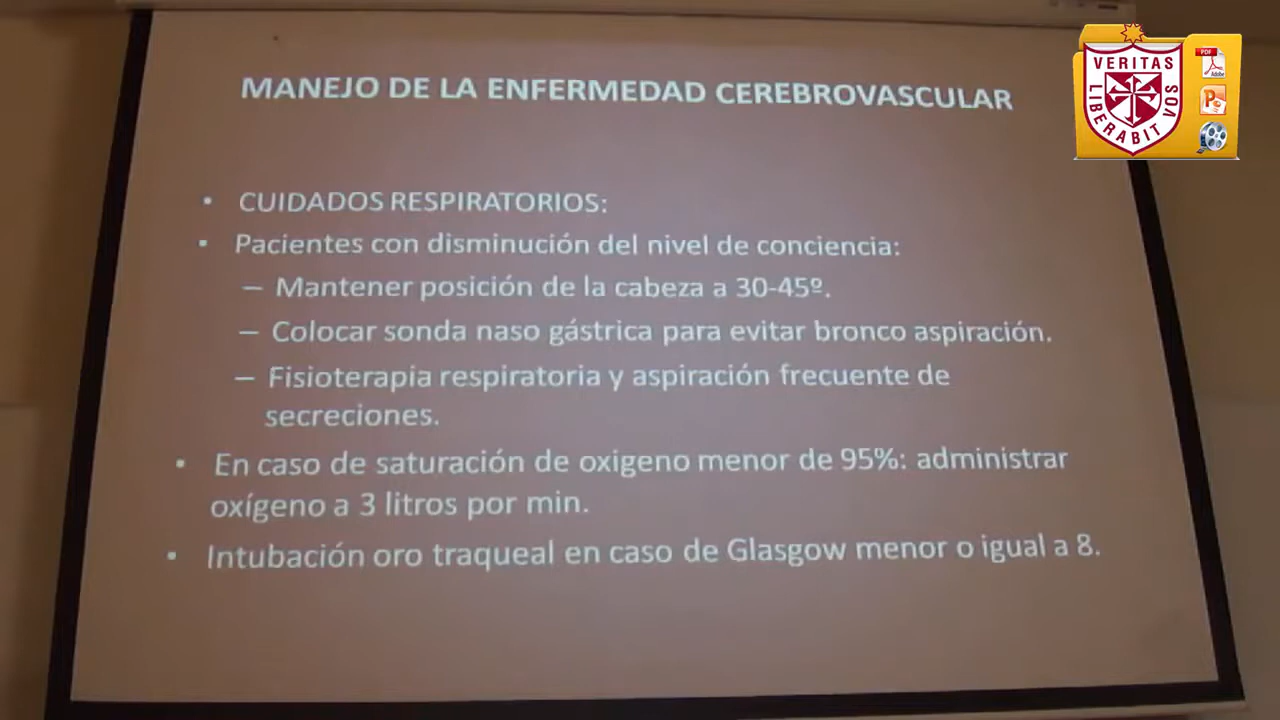 MANEJO DE LA ENFERMEDAD CEREBROVASCULAR
• CUIDADOS RESPIRATORIOS:
• Pacientes con disminución del nivel de conciencia:
– Mantener posición de la cabeza a 30-45º.
– Colocar sonda naso gástrica para evitar bronco aspiración.
– Fisioterapia respiratoria y aspiración frecuente de
secreciones.
• En caso de saturación de oxigeno menor de 95%: administrar
oxígeno a 3 litros por min.
• Intubación oro traqueal en caso de Glasgow menor o igual a 8.
VERITAS
LIBERABIT VOS
PDF
Adobe